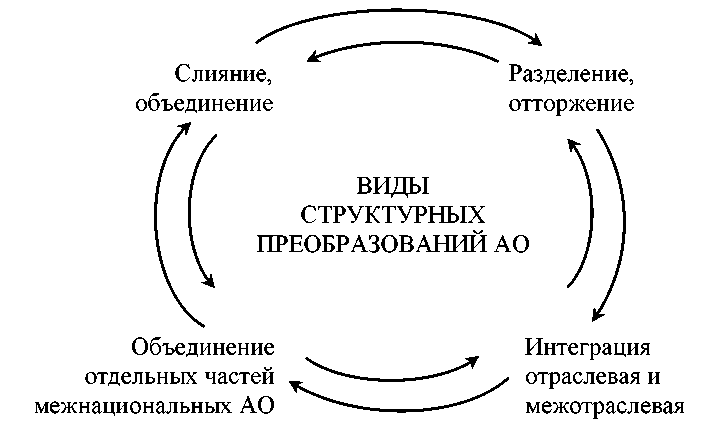 Слияние,
объединение
Разделение,
отторжение
ВИДЫ
СТРУКТУРНЫХ
ПРЕОБРАЗОВАНИЙ АО
Объединение
отдельных частей
межнациональных АО
Интеграция
отраслевая и
межотраслевая